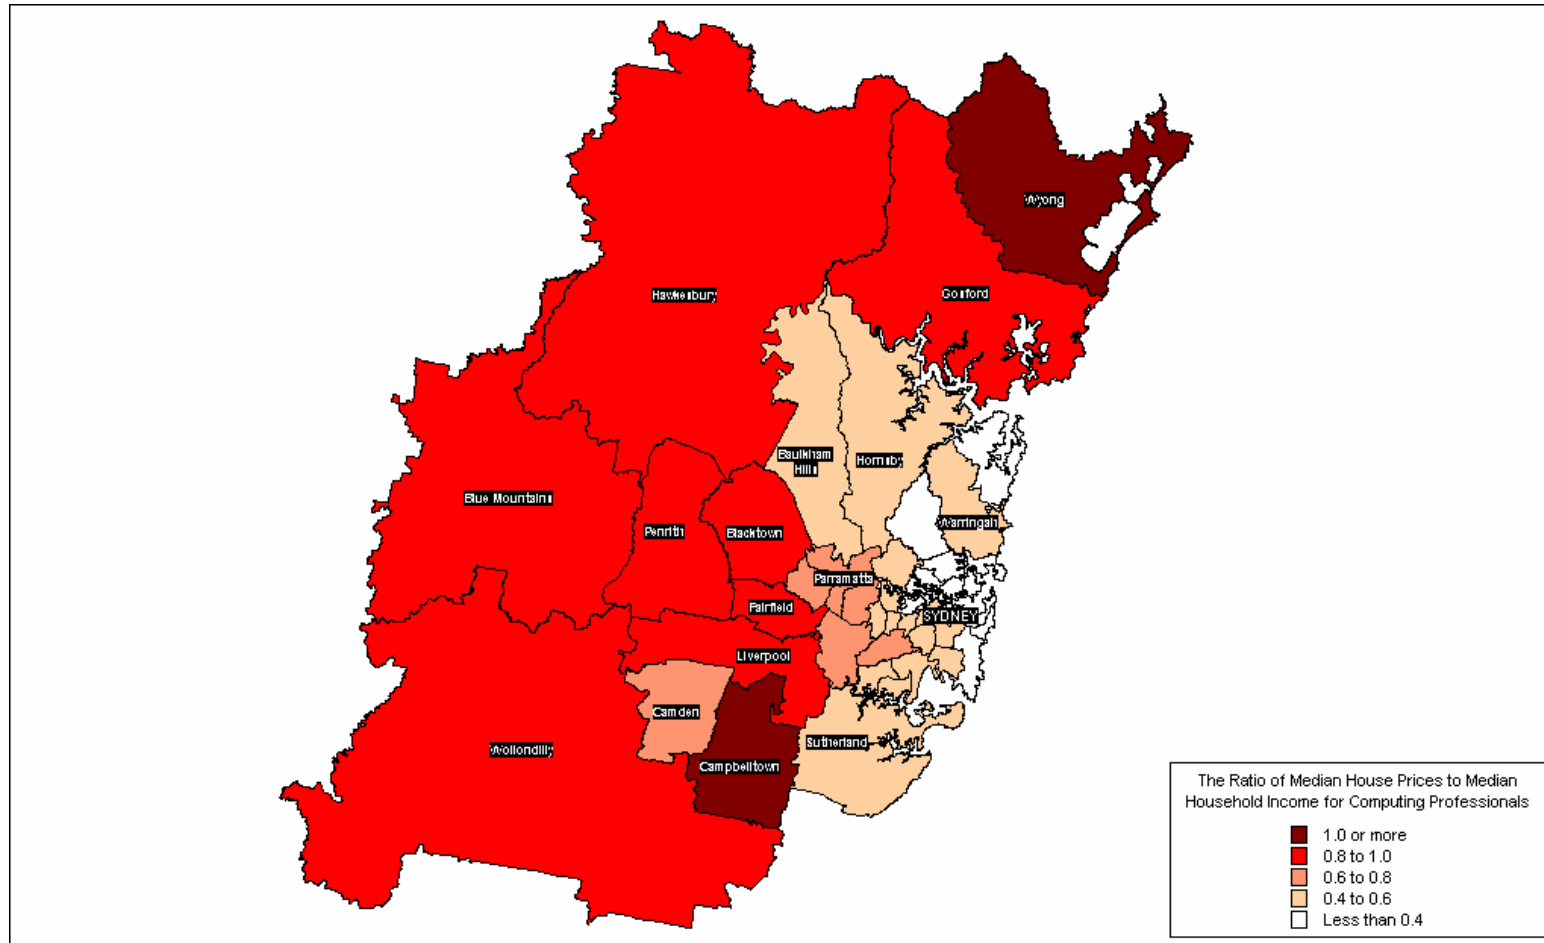 Wyong
Hawkesbury
Gosford
Baulkham
Hills
Hornsby
Blue Mountains
Warringah
Penrith
Blacktown
Parramatta
Fairfield
SYDNEY
Liverpool
Camden
Sutherland
Wollondilly
Campbelltown
The Ratio of Median House Prices to Median
Household Income for Computing Professionals
1.0 or more
0.8 to 1.0
0.6 to 0.8
0.4 to 0.6
Less than 0.4